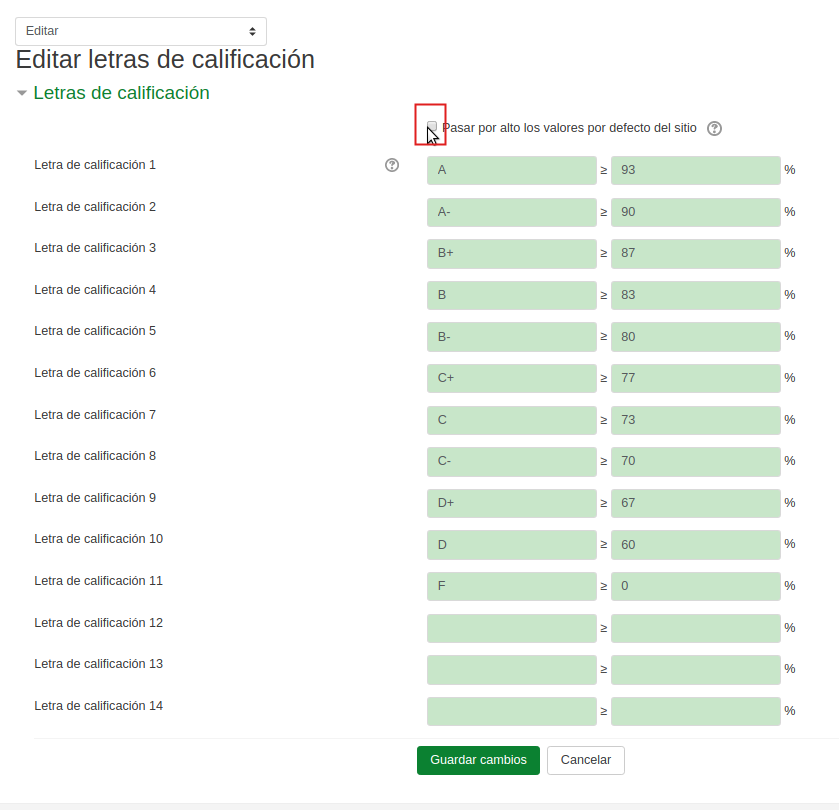 Editar
Editar letras de calificación
Letras de calificación
Pasar por alto los valores por defecto del sitio ?
Letra de calificación 1 ? A ≥ 93 %
Letra de calificación 2 A- ≥ 90 %
Letra de calificación 3 B+ ≥ 87 %
Letra de calificación 4 B ≥ 83 %
Letra de calificación 5 B- ≥ 80 %
Letra de calificación 6 C+ ≥ 77 %
Letra de calificación 7 C ≥ 73 %
Letra de calificación 8 C- ≥ 70 %
Letra de calificación 9 D+ ≥ 67 %
Letra de calificación 10 D ≥ 60 %
Letra de calificación 11 F ≥ 0 %
Letra de calificación 12 ≥ %
Letra de calificación 13 ≥ %
Letra de calificación 14 ≥ %
Guardar cambios Cancelar